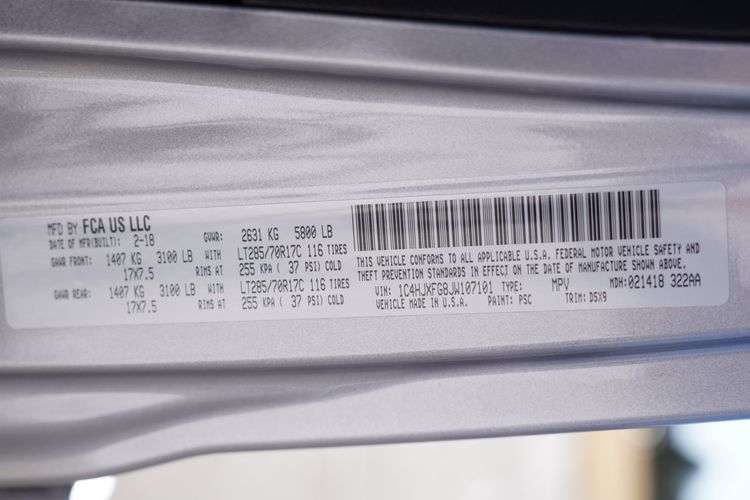 MFD BY FCA US LLC
DATE OF MFR(BUILT): 2-18 GVWR: 2631 KG 5800 LB
GAWR FRONT: 1407 KG 3100 LB WITH LT285/70R17C 116 TIRES
17X7.5 RIMS AT 255 KPA ( 37 PSI) COLD
GAWR REAR: 1407 KG 3100 LB WITH LT285/70R17C 116 TIRES
17X7.5 RIMS AT 255 KPA ( 37 PSI) COLD
THIS VEHICLE CONFORMS TO ALL APPLICABLE U.S.A. FEDERAL MOTOR VEHICLE SAFETY AND
THEFT PREVENTION STANDARDS IN EFFECT ON THE DATE OF MANUFACTURE SHOWN ABOVE.
VIN: 1C4HJXFG8JW107101 TYPE: MPV MDH: 021418 322AA
VEHICLE MADE IN U.S.A. PAINT: PSC TRIM: D5X9